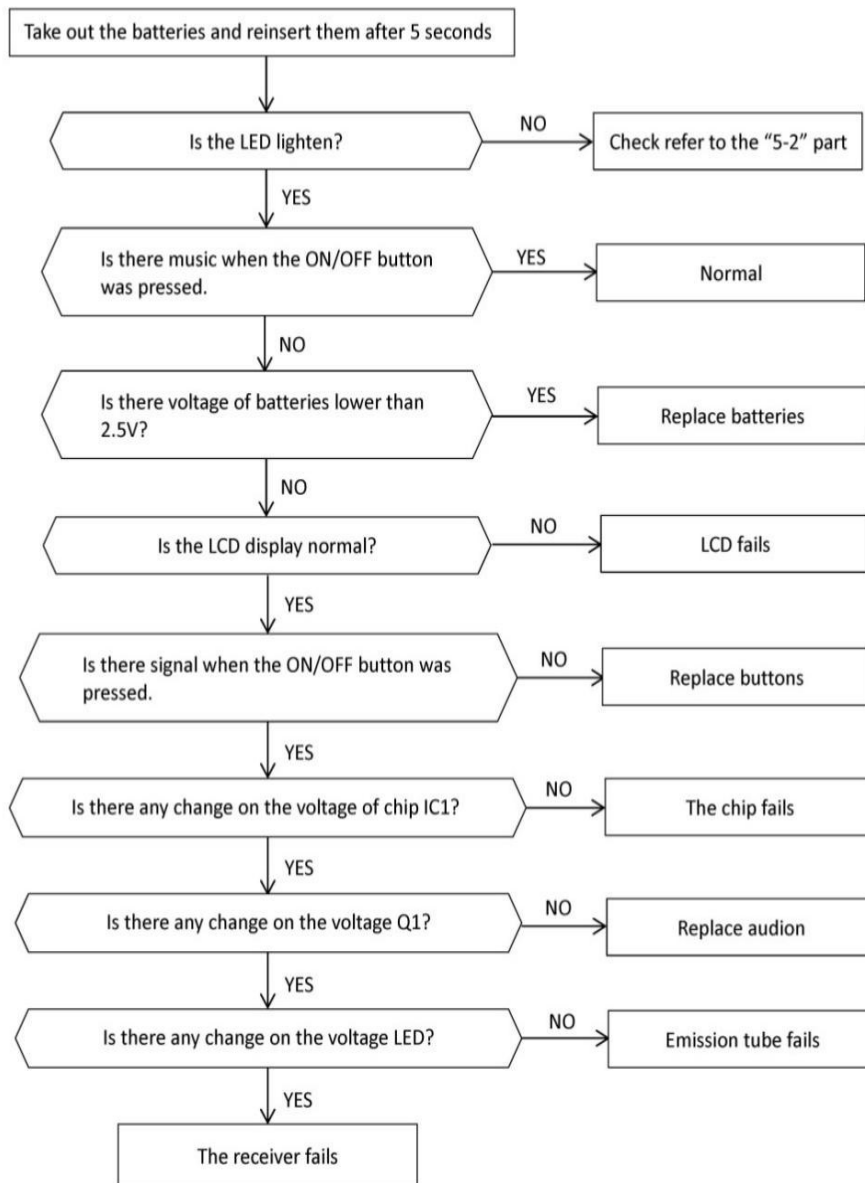 Take out the batteries and reinsert them after 5 seconds
Is the LED lighten?
NO
Check refer to the “5-2” part
YES
Is there music when the ON/OFF button
was pressed.
YES
Normal
NO
Is there voltage of batteries lower than
2.5V?
YES
Replace batteries
NO
Is the LCD display normal?
NO
LCD fails
YES
Is there signal when the ON/OFF button was
pressed.
NO
Replace buttons
YES
Is there any change on the voltage of chip IC1?
NO
The chip fails
YES
Is there any change on the voltage Q1?
NO
Replace audion
YES
Is there any change on the voltage LED?
NO
Emission tube fails
YES
The receiver fails